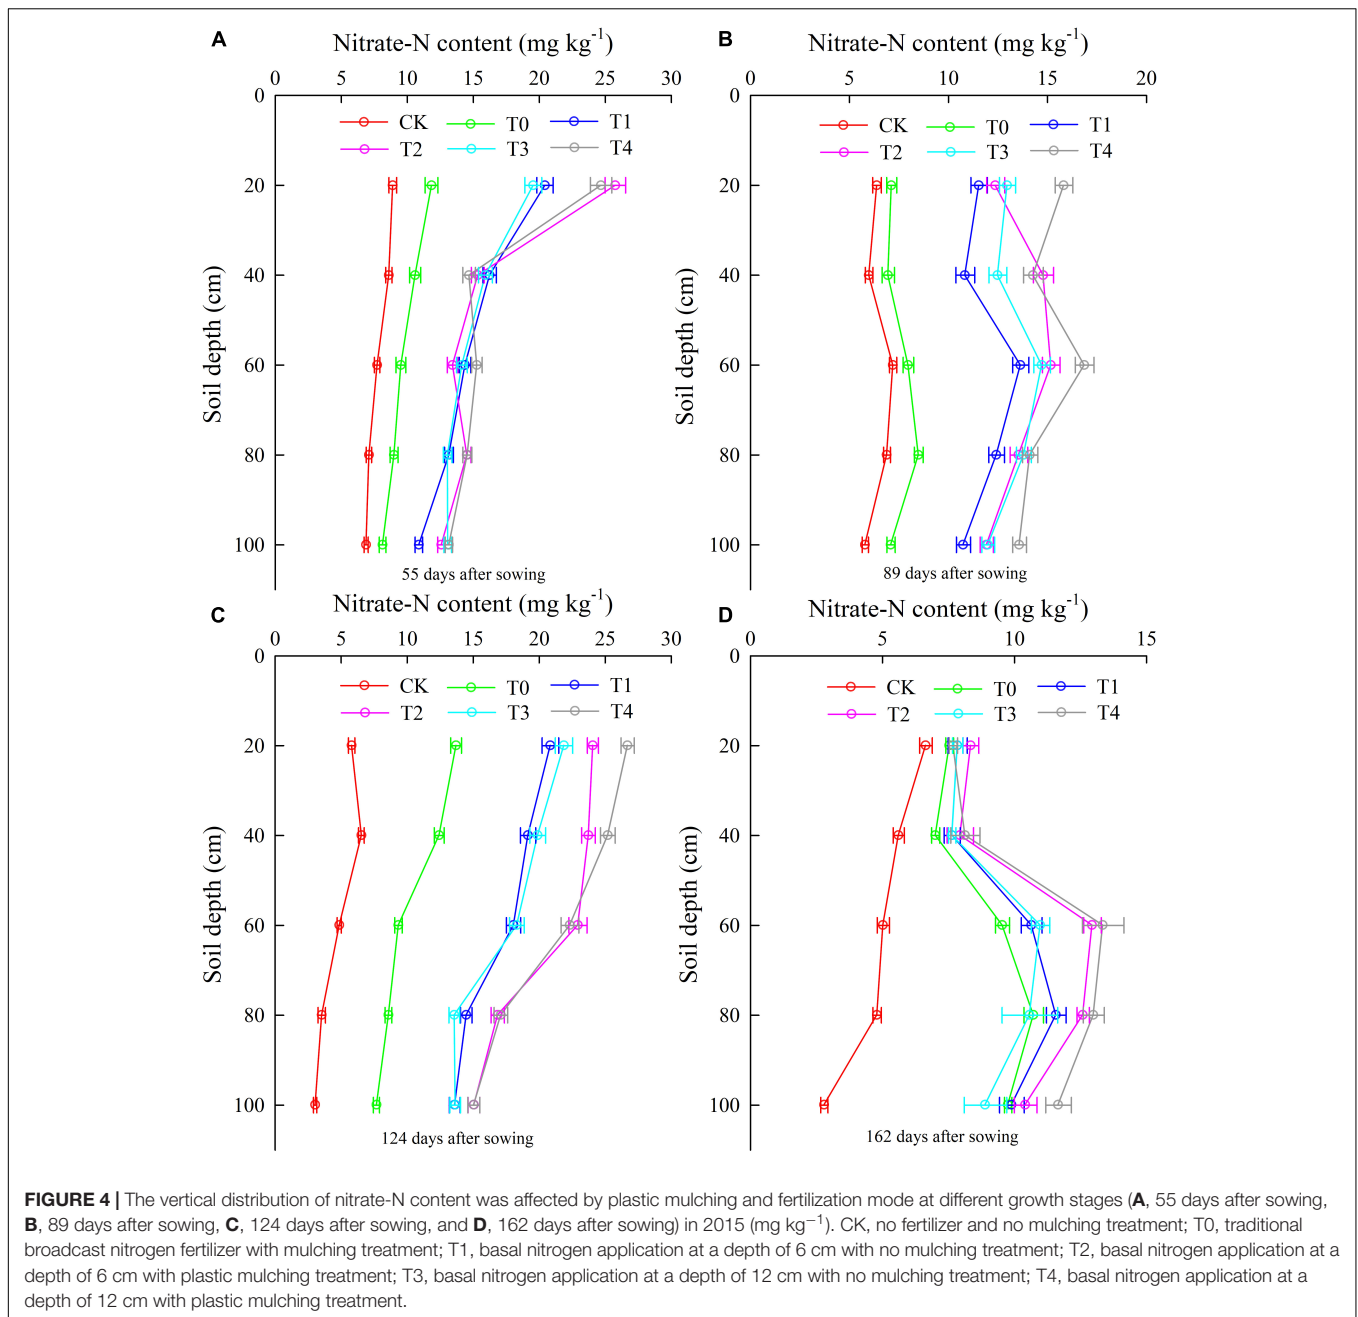 A
Nitrate-N content (mg kg⁻¹)
0 5 10 15 20 25 30
0
20
40
60
80
100
Soil depth (cm)
CK T0 T1
T2 T3 T4
55 days after sowing
B
Nitrate-N content (mg kg⁻¹)
0 5 10 15 20
0
20
40
60
80
100
Soil depth (cm)
CK T0 T1
T2 T3 T4
89 days after sowing
C
Nitrate-N content (mg kg⁻¹)
0 5 10 15 20 25 30
0
20
40
60
80
100
Soil depth (cm)
CK T0 T1
T2 T3 T4
124 days after sowing
D
Nitrate-N content (mg kg⁻¹)
0 5 10 15
0
20
40
60
80
100
Soil depth (cm)
CK T0 T1
T2 T3 T4
162 days after sowing
FIGURE 4 | The vertical distribution of nitrate-N content was affected by plastic mulching and fertilization mode at different growth stages (A, 55 days after sowing,
B, 89 days after sowing, C, 124 days after sowing, and D, 162 days after sowing) in 2015 (mg kg⁻¹). CK, no fertilizer and no mulching treatment; T0, traditional
broadcast nitrogen fertilizer with mulching treatment; T1, basal nitrogen application at a depth of 6 cm with no mulching treatment; T2, basal nitrogen application at a
depth of 6 cm with plastic mulching treatment; T3, basal nitrogen application at a depth of 12 cm with no mulching treatment; T4, basal nitrogen application at a
depth of 12 cm with plastic mulching treatment.